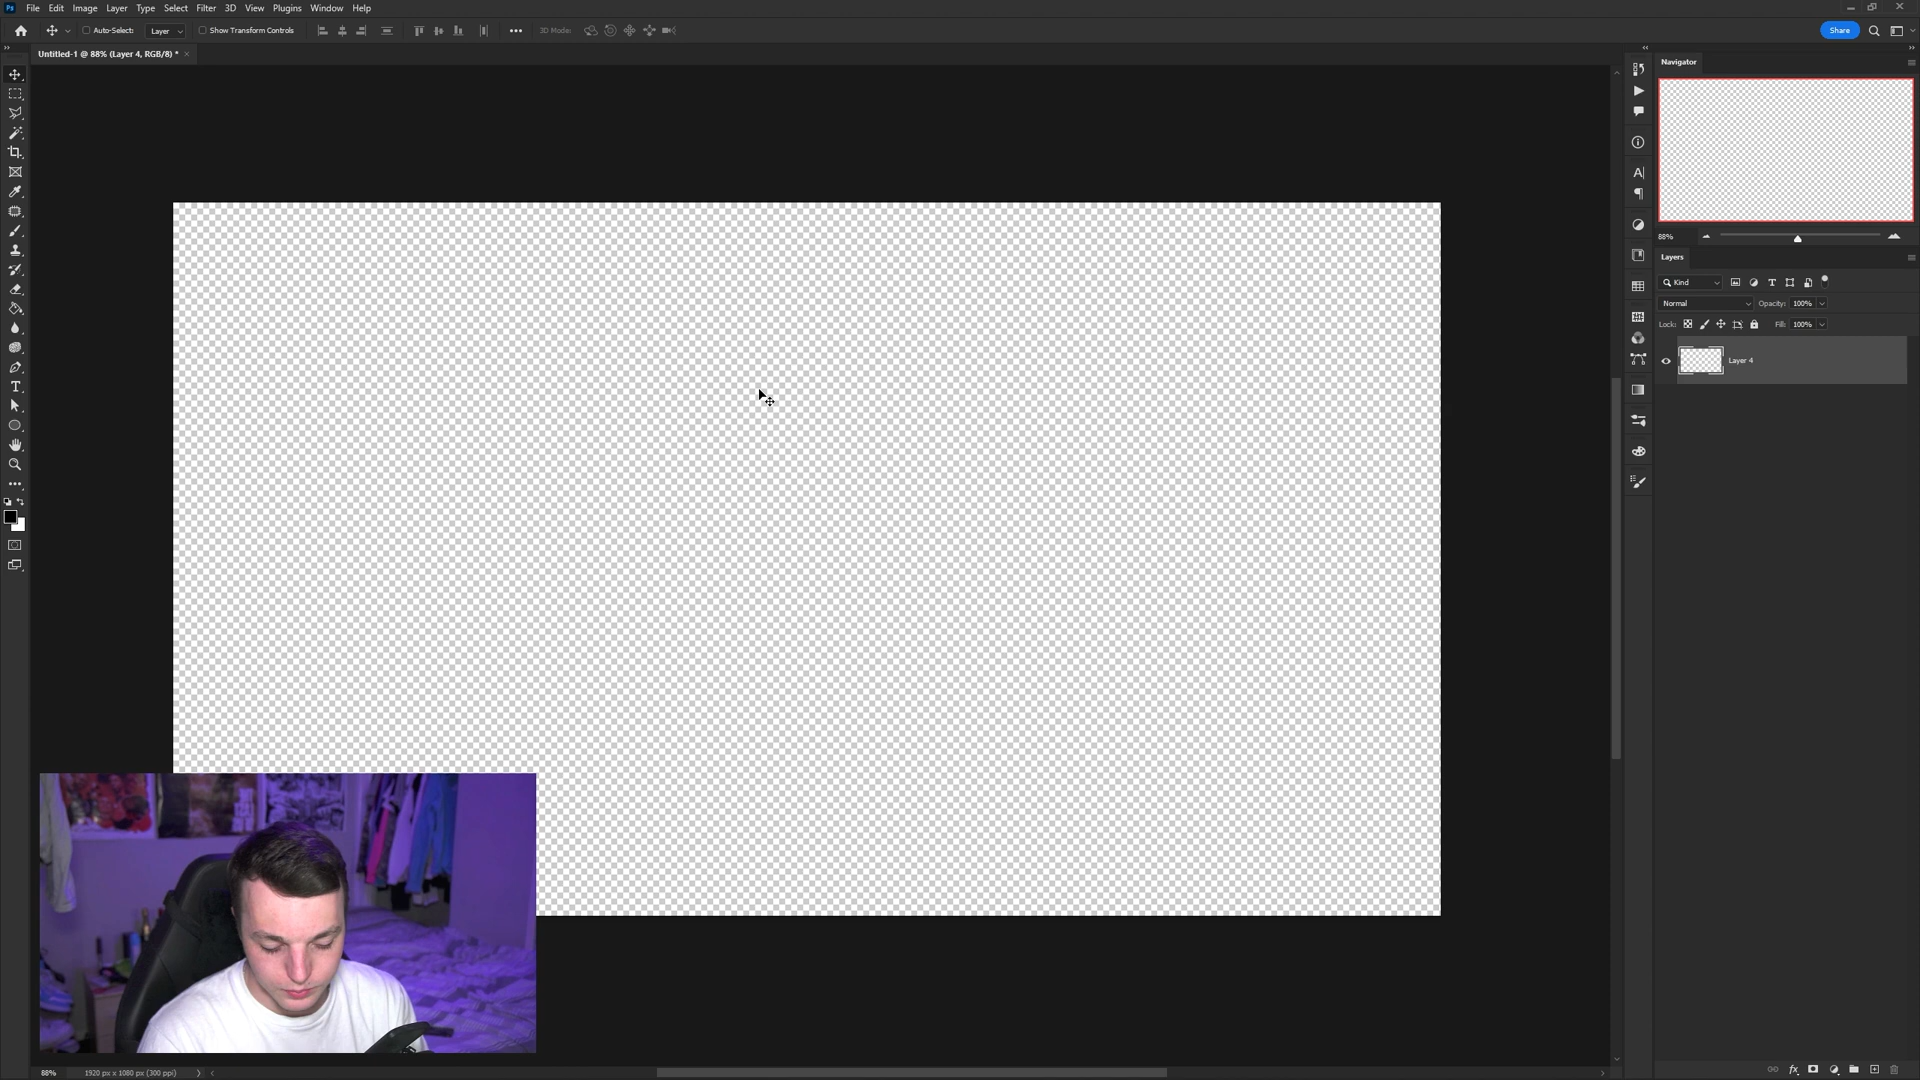 Ps File Edit Image Layer Type Select Filter 3D View Plugins Window Help
Auto-Select: Layer Show Transform Controls 3D Mode: Share
Untitled-1 @ 88% (Layer 4, RGB/8) *
Navigator
88%
Layers
Kind
Normal Opacity: 100%
Lock: Fill: 100%
Layer 4
88% 1920 px x 1080 px (300 ppi)